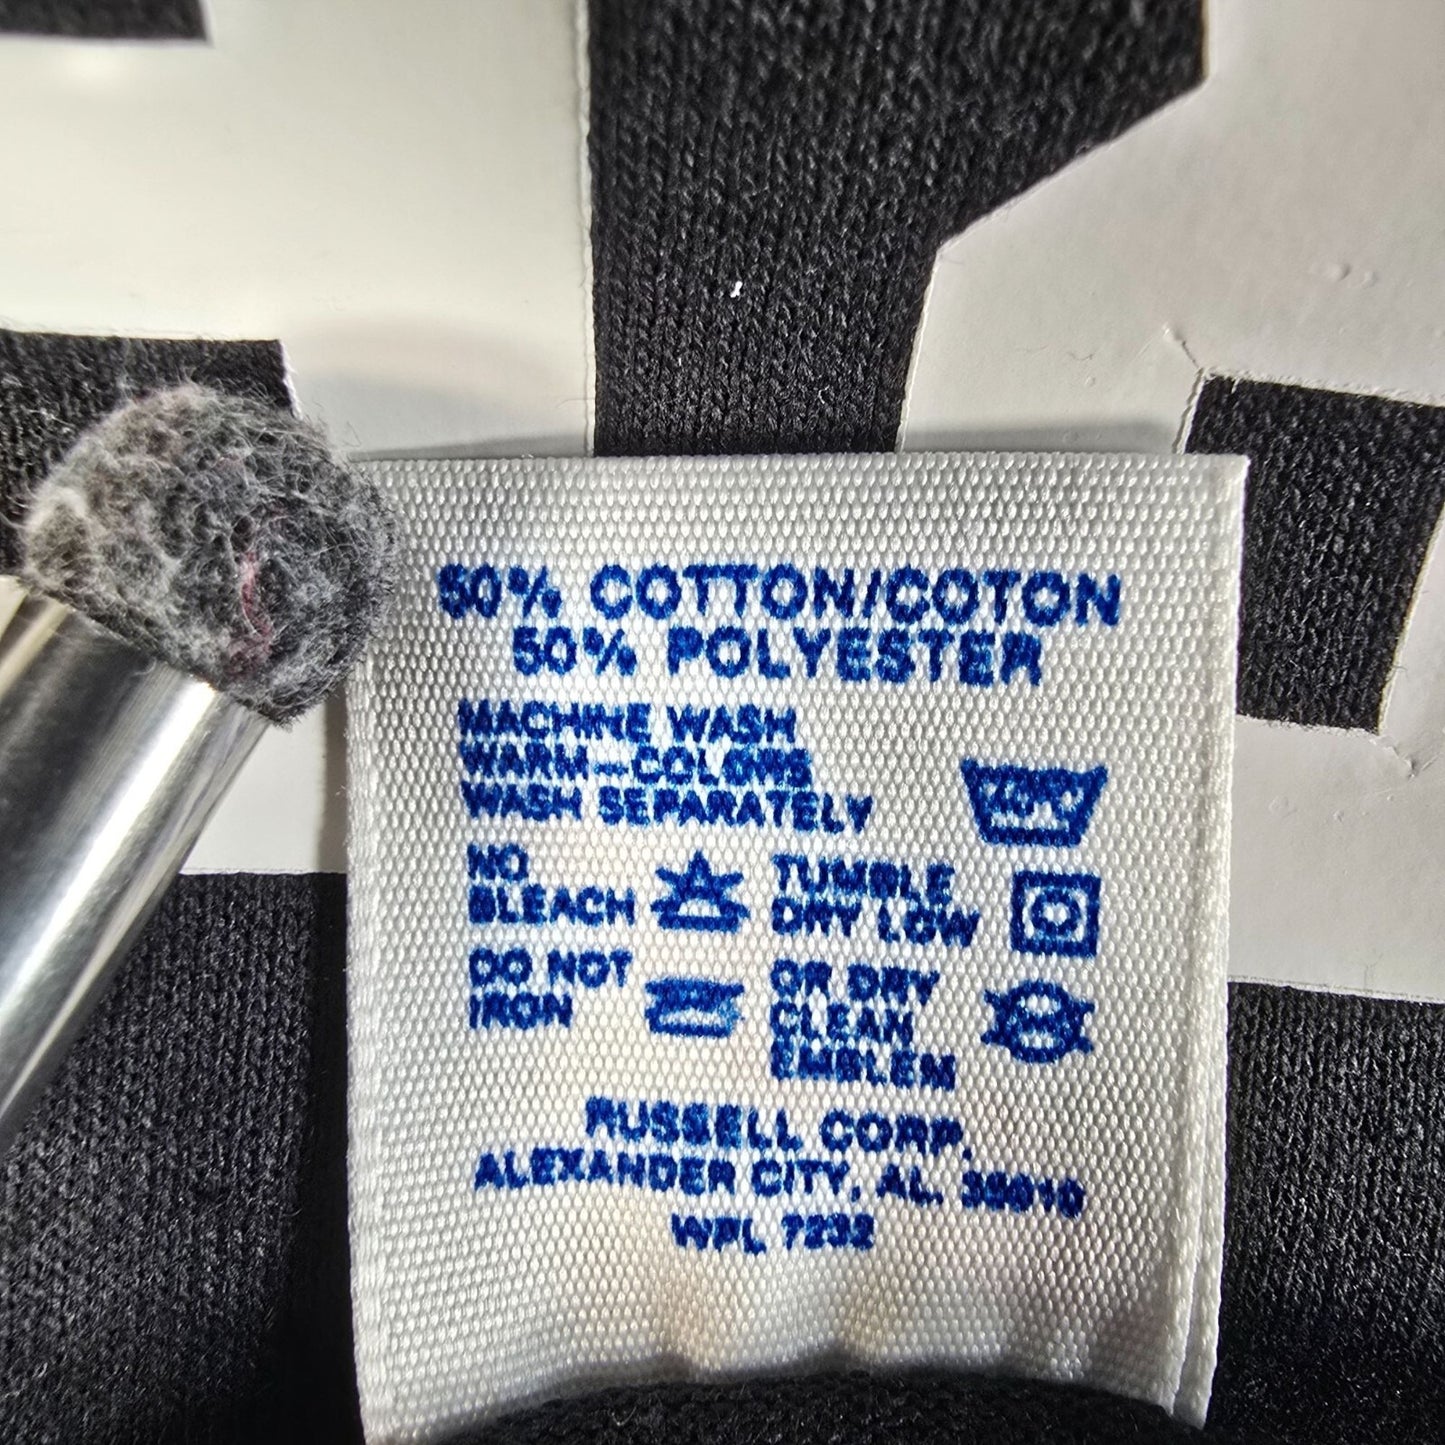 50% COTTON/COTON
50% POLYESTER
MACHINE WASH
WARM—COLORS
WASH SEPARATELY
NO
BLEACH
TUMBLE
DRY LOW
DO NOT
IRON
OR DRY
CLEAN
EMBLEM
RUSSELL CORP.
ALEXANDER CITY, AL. 35010
WPL 7232